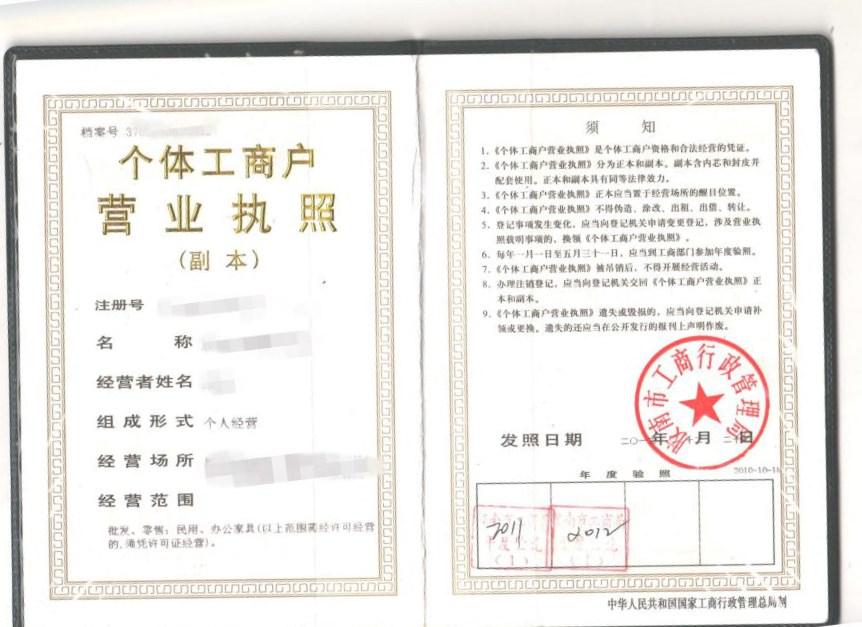 档案号
个体工商户
营业执照
(副本)
注册号
名称
经营者姓名
组成形式 个人经营
经营场所
经营范围
批发、零售：民用、办公家具(以上范围需经许可经营
的，须凭许可证经营)。
须知
1.《个体工商户营业执照》是个体工商户资格和合法经营的凭证。
2.《个体工商户营业执照》分为正本和副本。副本含内芯和封皮并
配套使用。正本和副本具有同等法律效力。
3.《个体工商户营业执照》正本应当置于经营场所的醒目位置。
4.《个体工商户营业执照》不得伪造、涂改、出租、出借、转让。
5.登记事项发生变化，应当向登记机关申请变更登记，涉及营业执
照载明事项的，换领《个体工商户营业执照》。
6.每年一月一日至五月三十一日，应当到工商部门参加年度验照。
7.《个体工商户营业执照》被吊销后，不得开展经营活动。
8.办理注销登记，应当向登记机关交回《个体工商户营业执照》正
本和副本。
9.《个体工商户营业执照》遗失或毁损的，应当向登记机关申请补
领或更换。遗失的还应当在公开发行的报刊上声明作废。
胶南市工商行政管理局
发照日期 年 月 日
年度验照
2011
2012
中华人民共和国国家工商行政管理总局制